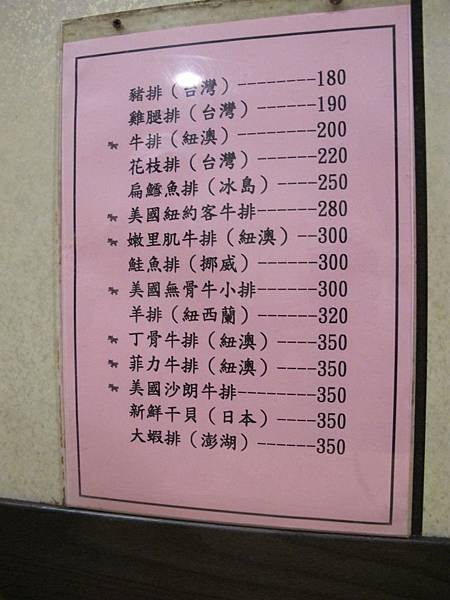 豬排（台灣）--------180
雞腿排（台灣）------190
牛排（紐澳）--------200
花枝排（台灣）------220
扁鱈魚排（冰島）----250
美國紐約客牛排------280
嫩里肌牛排（紐澳）--300
鮭魚排（挪威）------300
美國無骨牛小排------300
羊排（紐西蘭）------320
丁骨牛排（紐澳）----350
菲力牛排（紐澳）----350
美國沙朗牛排--------350
新鮮干貝（日本）----350
大蝦排（澎湖）------350